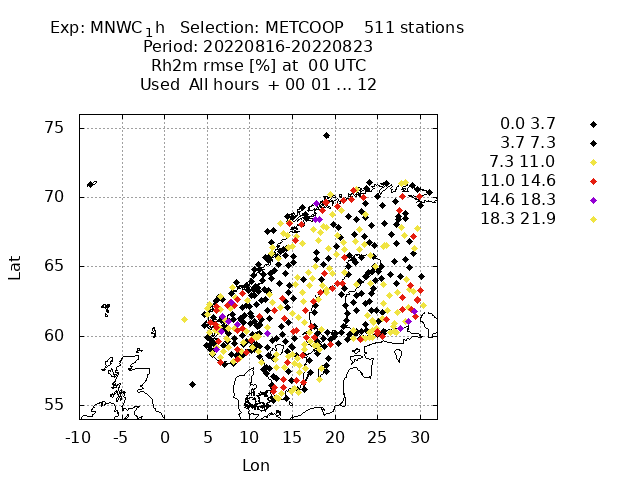 Exp: MNWC_1h Selection: METCOOP 511 stations
Period: 20220816-20220823
Rh2m rmse [%] at 00 UTC
Used All hours + 00 01 ... 12
0.0 3.7
3.7 7.3
7.3 11.0
11.0 14.6
14.6 18.3
18.3 21.9
75
70
65
60
55
Lat
-10 -5 0 5 10 15 20 25 30
Lon